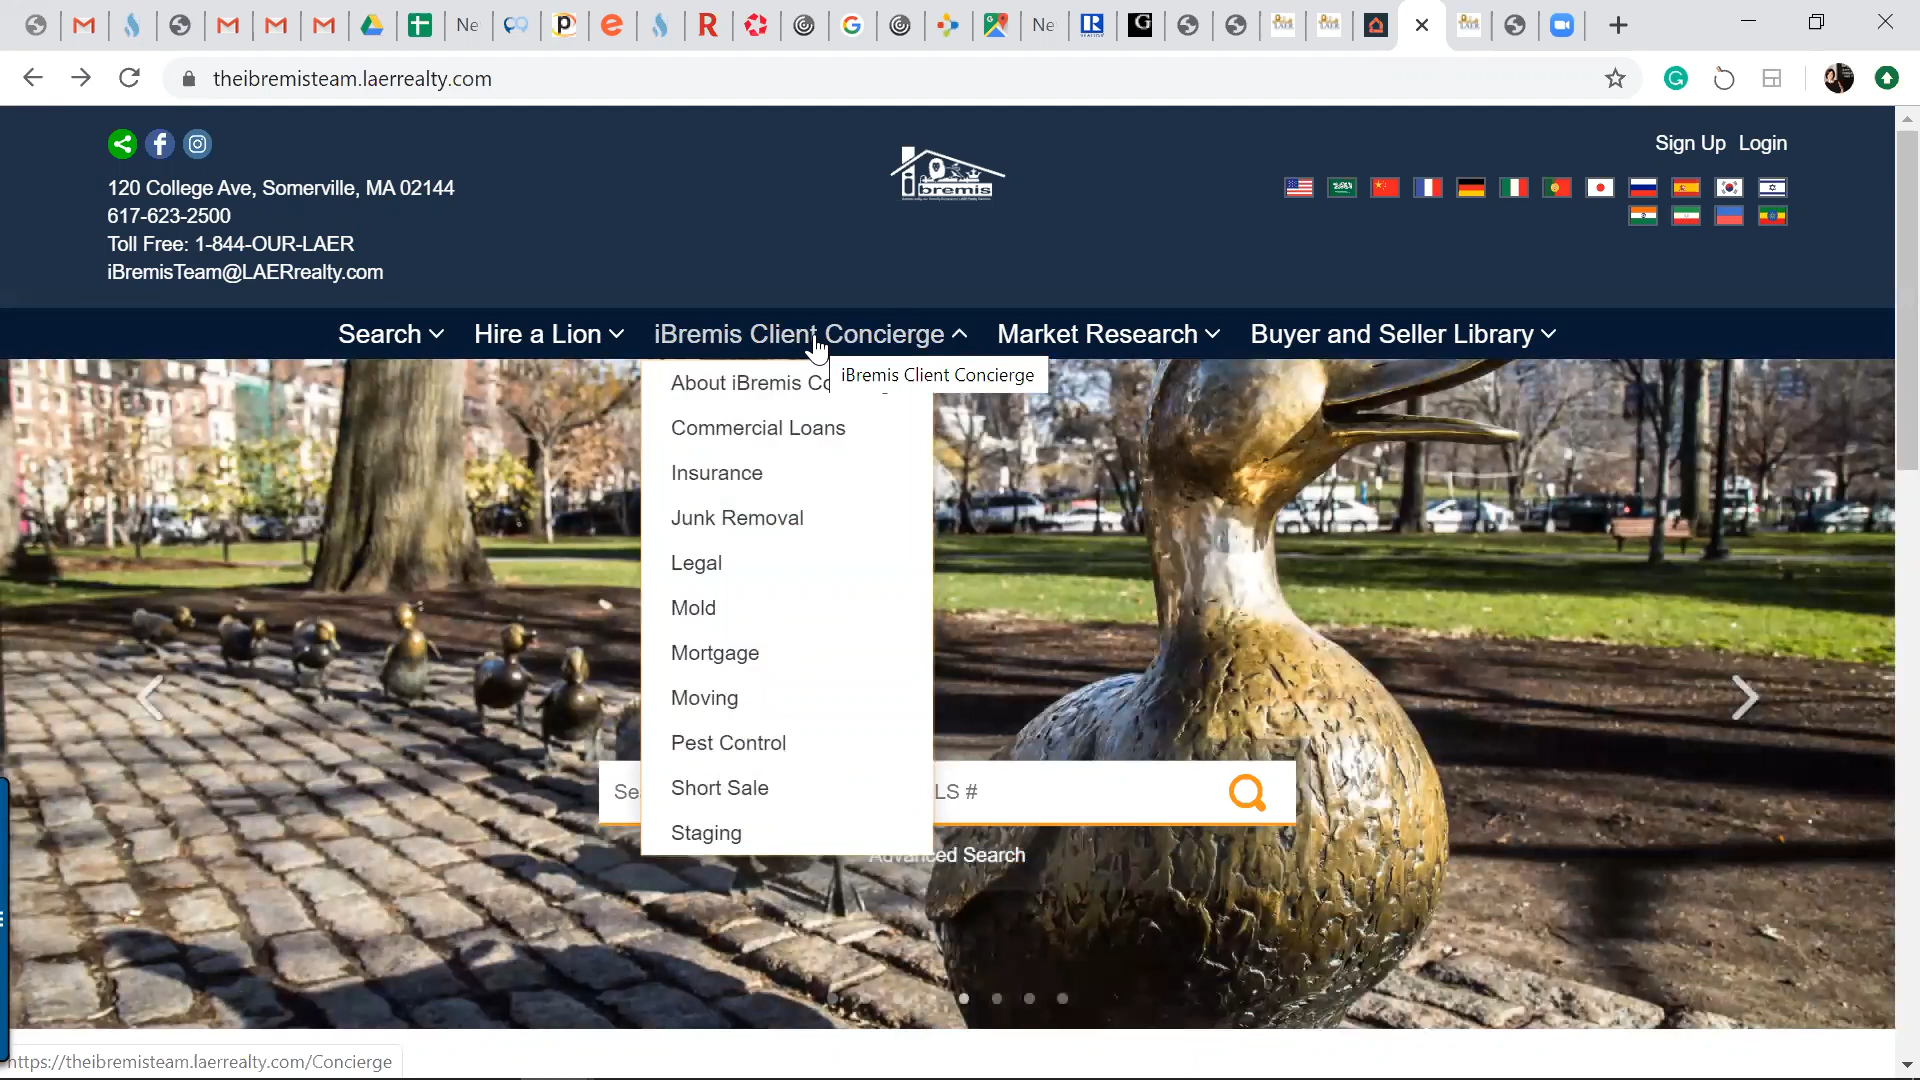 Ne
Ne
theibremisteam.laerrealty.com
Sign Up Login
120 College Ave, Somerville, MA 02144
617-623-2500
Toll Free: 1-844-OUR-LAER
iBremisTeam@LAERrealty.com
ibremis
Search
Hire a Lion
iBremis Client Concierge
Market Research
Buyer and Seller Library
iBremis Client Concierge
About iBremis Co
Commercial Loans
Insurance
Junk Removal
Legal
Mold
Mortgage
Moving
Pest Control
Short Sale
Staging
Se
LS #
Advanced Search
https://theibremisteam.laerrealty.com/Concierge